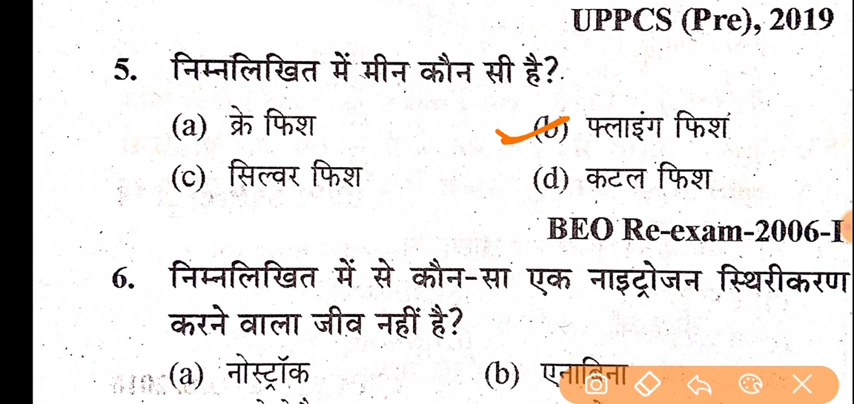 UPPCS (Pre), 2019
5. निम्नलिखित में मीन कौन सी है?
(a) क्रे फिश (b) फ्लाइंग फिश
(c) सिल्वर फिश (d) कटल फिश
BEO Re-exam-2006-I
6. निम्नलिखित में से कौन-सा एक नाइट्रोजन स्थिरीकरण
करने वाला जीव नहीं है?
(a) नोस्ट्रॉक (b) एनाबिना